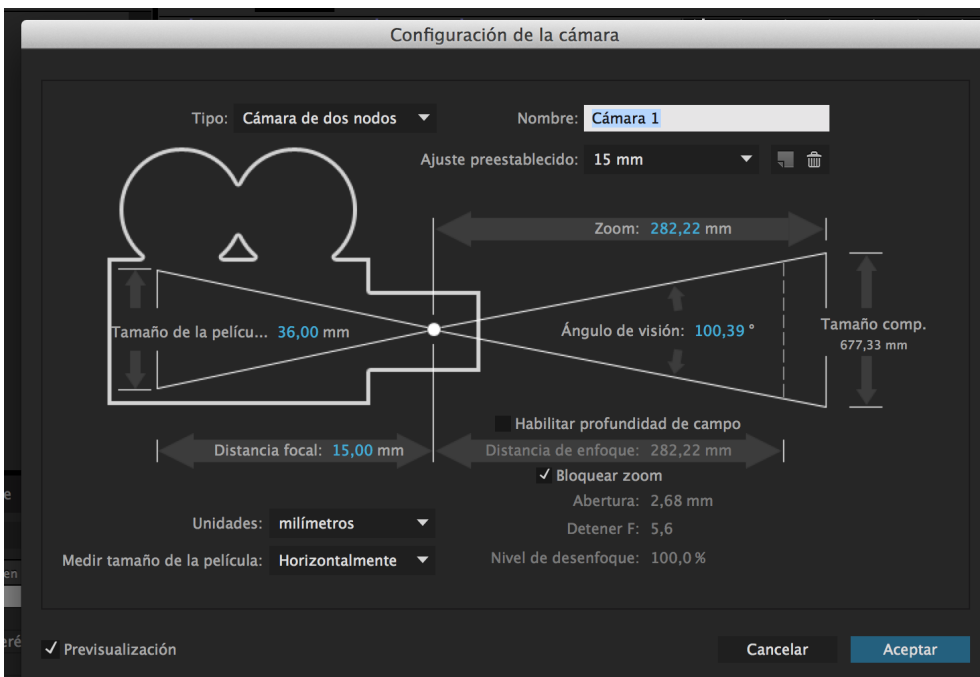 Configuración de la cámara
Tipo: Cámara de dos nodos
Nombre: Cámara 1
Ajuste preestablecido: 15 mm
Zoom: 282,22 mm
Tamaño de la pelícu... 36,00 mm
Ángulo de visión: 100,39 °
Tamaño comp.
677,33 mm
Habilitar profundidad de campo
Distancia focal: 15,00 mm
Distancia de enfoque: 282,22 mm
Bloquear zoom
Abertura: 2,68 mm
Unidades: milímetros
Detener F: 5,6
Medir tamaño de la película: Horizontalmente
Nivel de desenfoque: 100,0 %
Previsualización
Cancelar
Aceptar